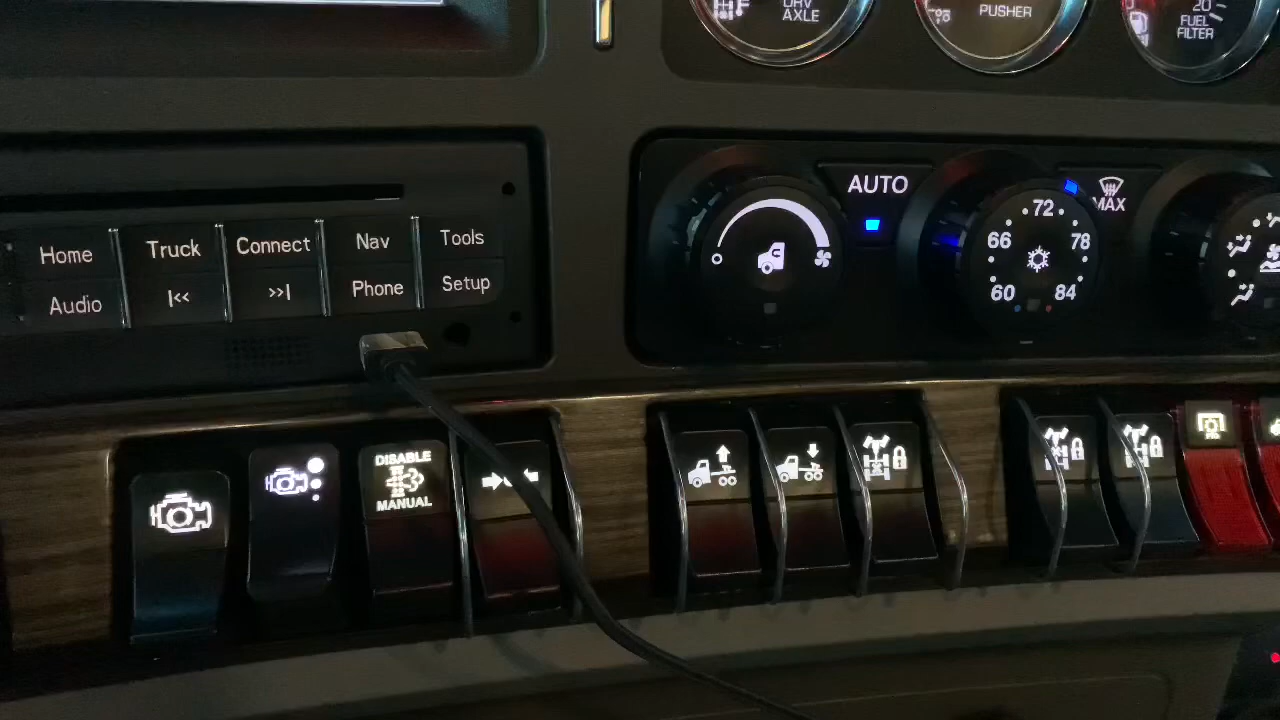 DRV
AXLE
PUSHER
20
FUEL
FILTER
Home
Truck
Connect
Nav
Tools
Audio
|<<
>>|
Phone
Setup
AUTO
MAX
72
66
78
60
84
DISABLE
MANUAL